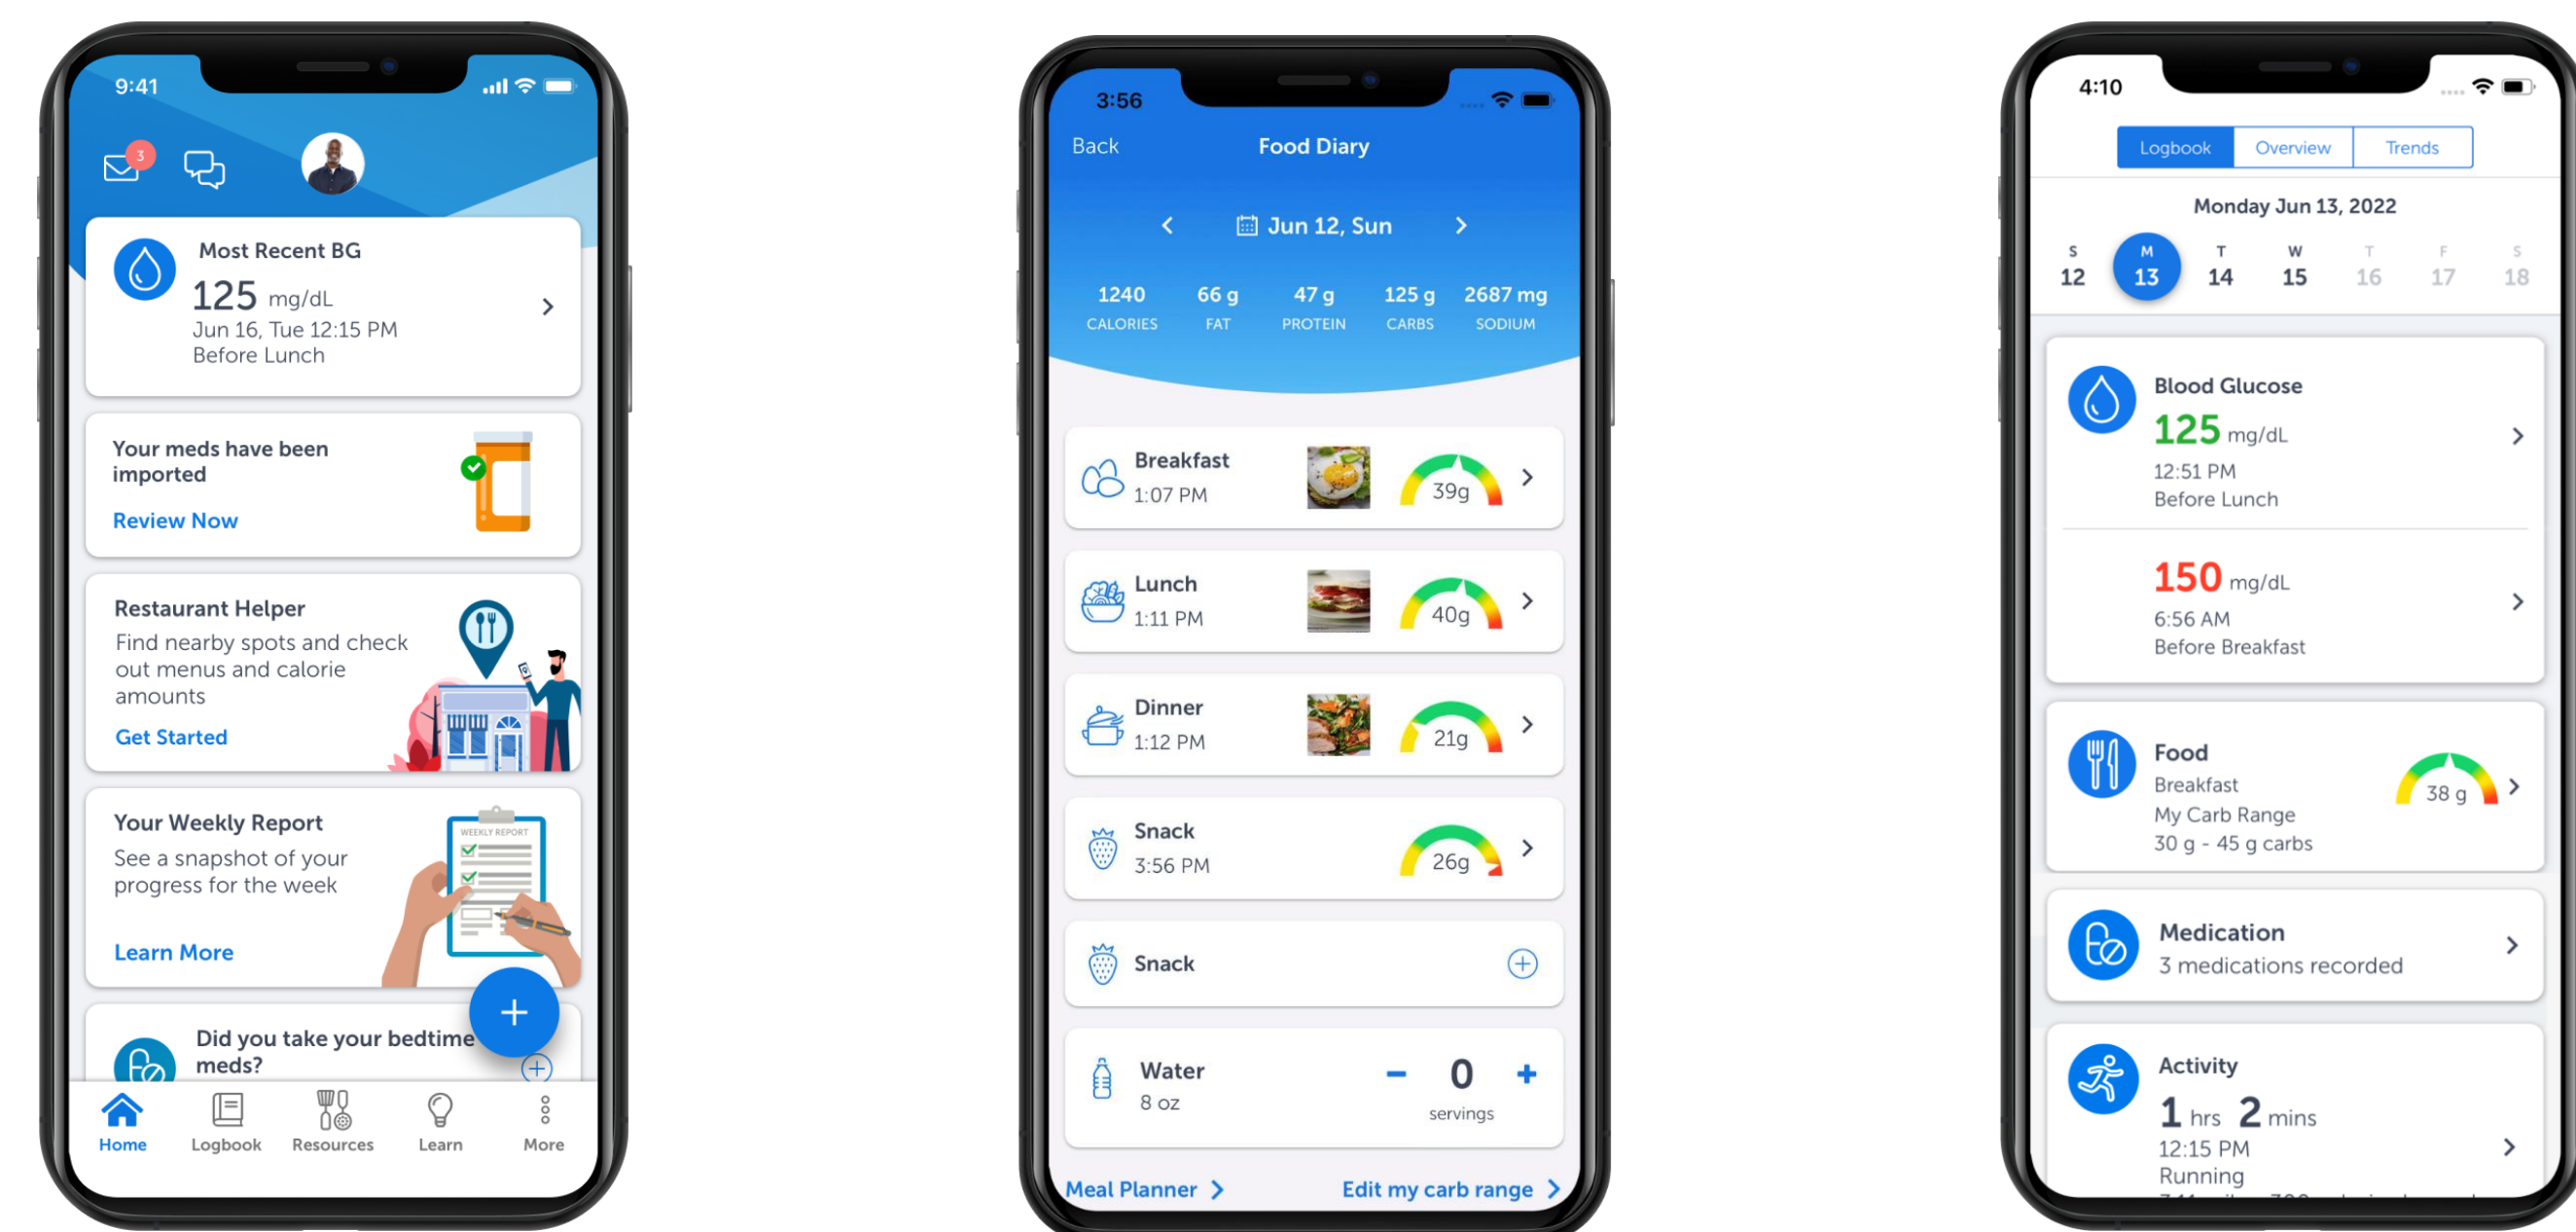 9:41
3
Most Recent BG
125 mg/dL
Jun 16, Tue 12:15 PM
Before Lunch
Your meds have been
imported
Review Now
Restaurant Helper
Find nearby spots and check
out menus and calorie
amounts
Get Started
Your Weekly Report
See a snapshot of your
progress for the week
Learn More
WEEKLY REPORT
Did you take your bedtime
meds?
Home
Logbook
Resources
Learn
More
3:56
Back
Food Diary
Jun 12, Sun
1240 66 g 47 g 125 g 2687 mg
CALORIES FAT PROTEIN CARBS SODIUM
Breakfast
1:07 PM
39g
Lunch
1:11 PM
40g
Dinner
1:12 PM
21g
Snack
3:56 PM
26g
Snack
Water
8 oz
0
servings
Meal Planner
Edit my carb range
4:10
Logbook Overview Trends
Monday Jun 13, 2022
S M T W T F S
12 13 14 15 16 17 18
Blood Glucose
125 mg/dL
12:51 PM
Before Lunch
150 mg/dL
6:56 AM
Before Breakfast
Food
Breakfast
My Carb Range
30 g - 45 g carbs
38 g
Medication
3 medications recorded
Activity
1 hrs 2 mins
12:15 PM
Running